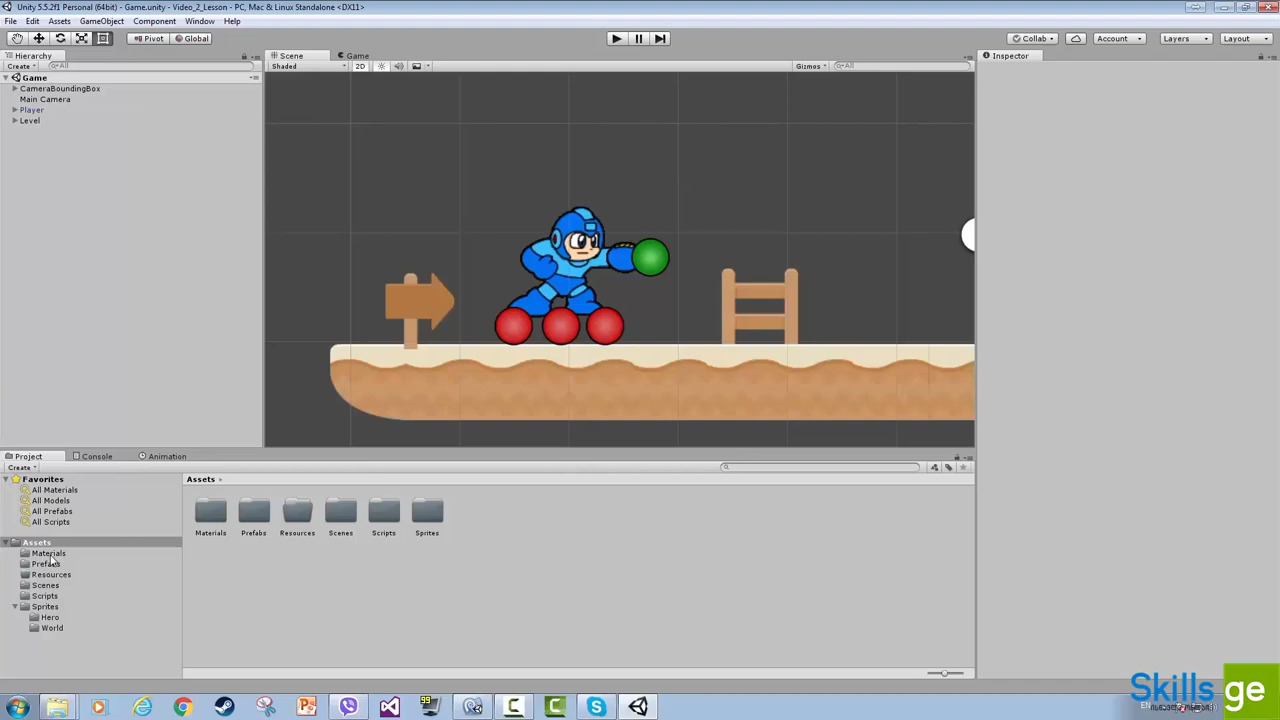 Unity 5.5.2f1 Personal (64bit) - Game.unity - Video_2_Lesson - PC, Mac & Linux Standalone <DX11>
File Edit Assets GameObject Component Window Help
Pivot Global Collab Account Layers Layout
Hierarchy Scene Game Inspector
Create All Shaded 2D Gizmos All
Game
CameraBoundingBox
Main Camera
Player
Level
Project Console Animation
Create
Favorites
All Materials
All Models
All Prefabs
All Scripts
Assets
Materials
Prefabs
Resources
Scenes
Scripts
Sprites
Hero
World
Assets
Materials Prefabs Resources Scenes Scripts Sprites
99
Skills ge